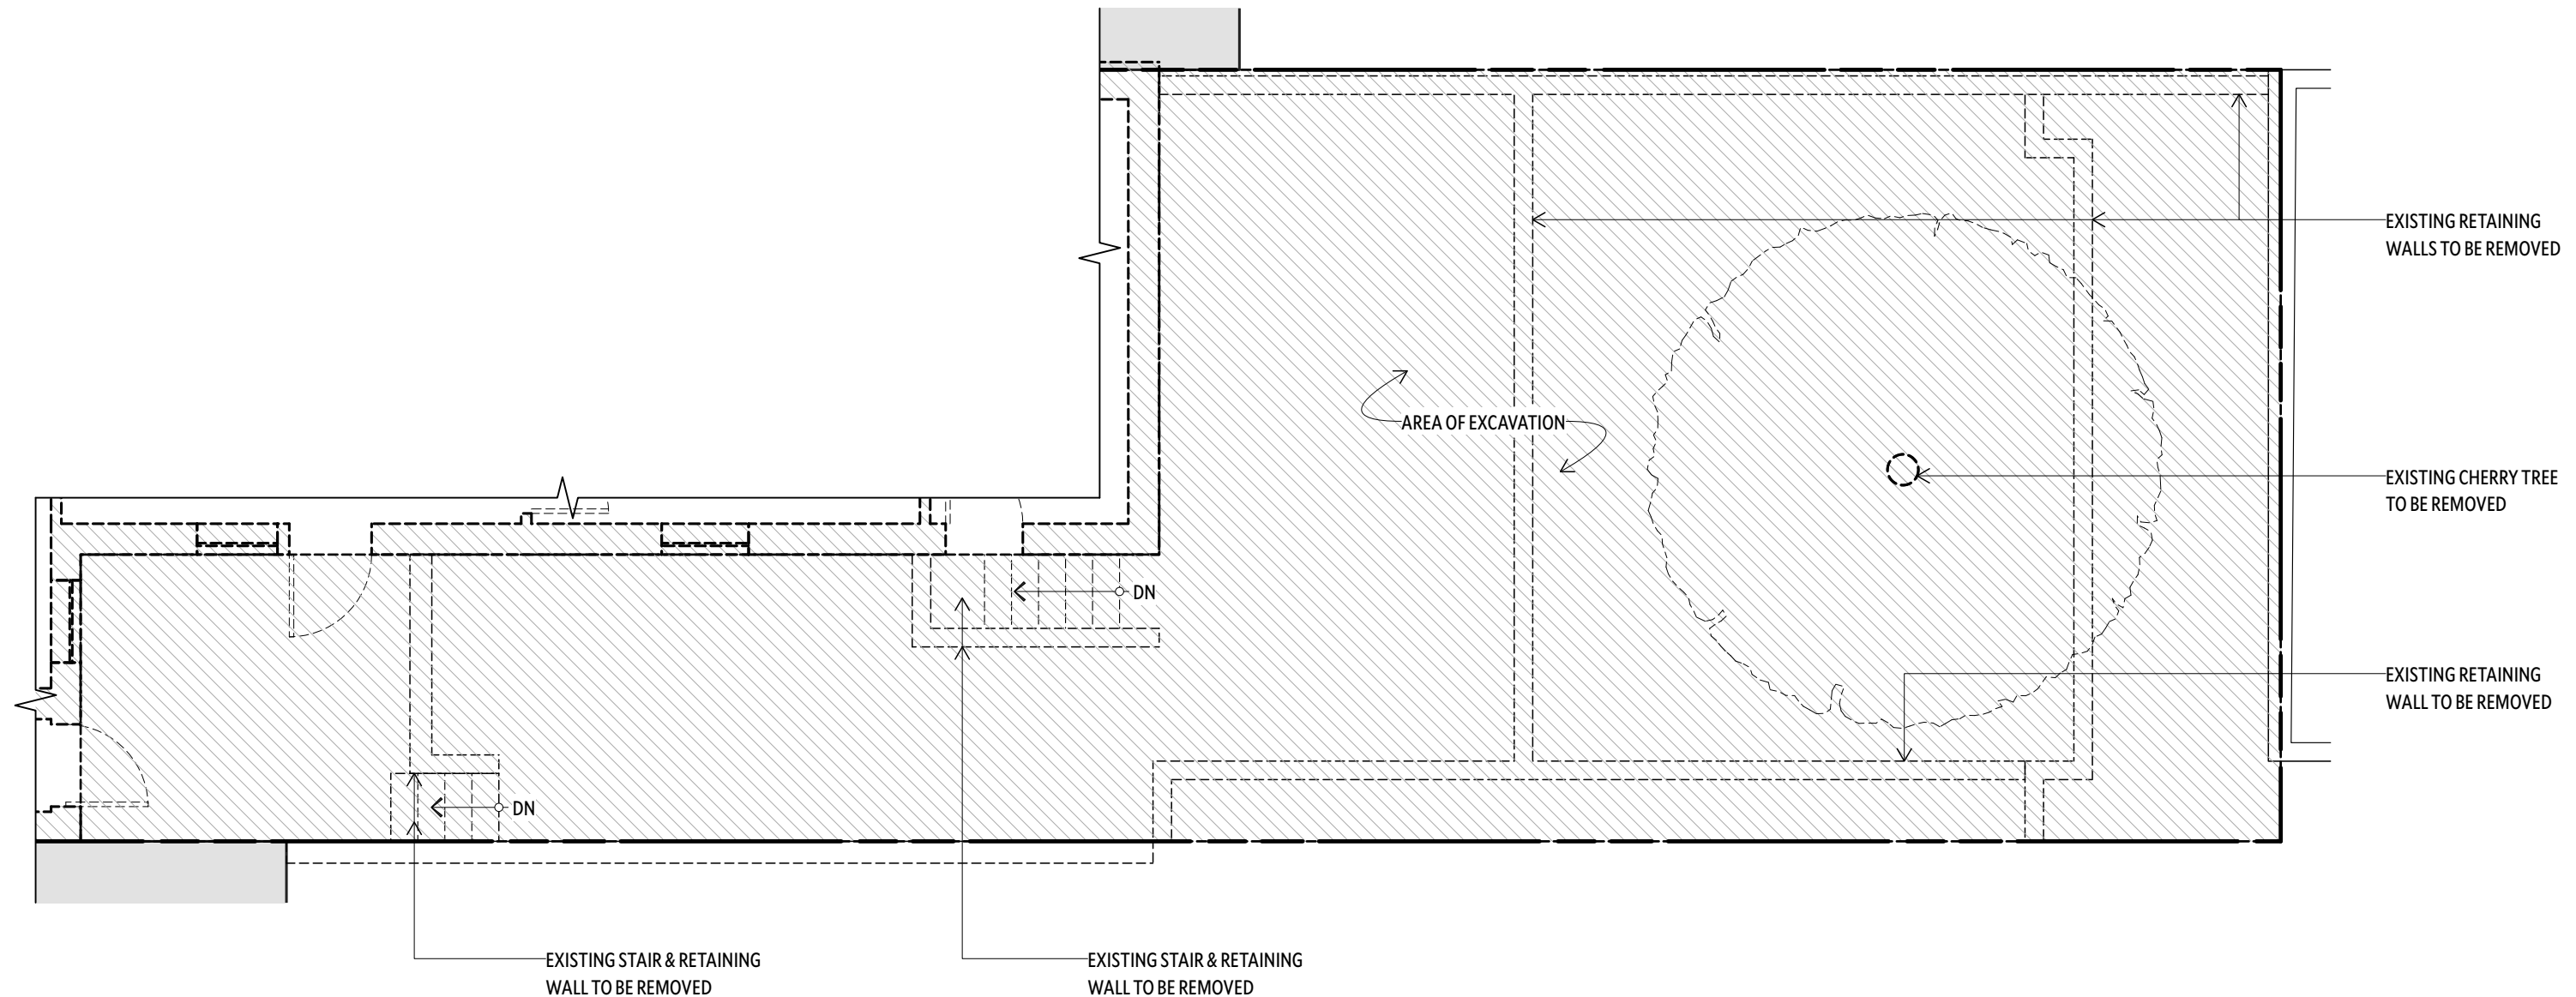 EXISTING RETAINING
WALLS TO BE REMOVED
AREA OF EXCAVATION
EXISTING CHERRY TREE
TO BE REMOVED
DN
EXISTING RETAINING
WALL TO BE REMOVED
DN
EXISTING STAIR & RETAINING
WALL TO BE REMOVED
EXISTING STAIR & RETAINING
WALL TO BE REMOVED